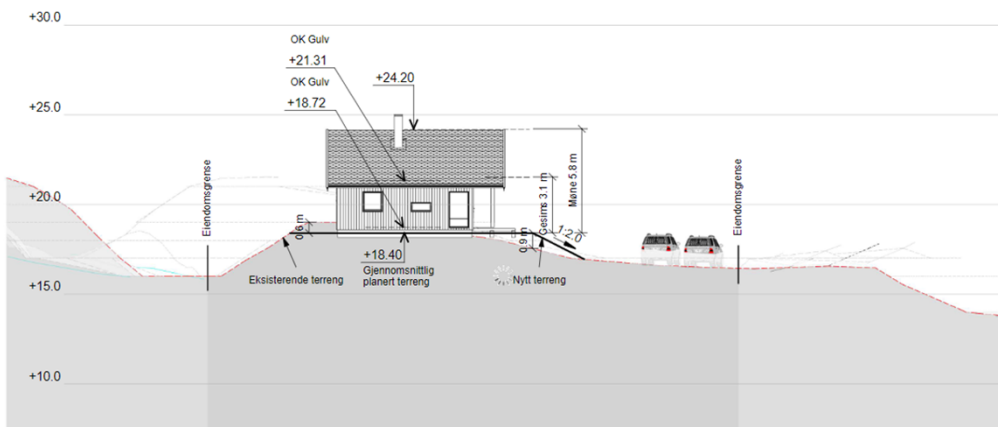 +30.0
OK Gulv
+21.31
+24.20
OK Gulv
+18.72
+25.0
Eiendomsgrense
+20.0
0.6 m
Gesims 3.1 m
Møne 5.8 m
1:2.0
0.9 m
Eiendomsgrense
+18.40
Gjennomsnittlig
planert terreng
Eksisterende terreng
Nytt terreng
+15.0
+10.0